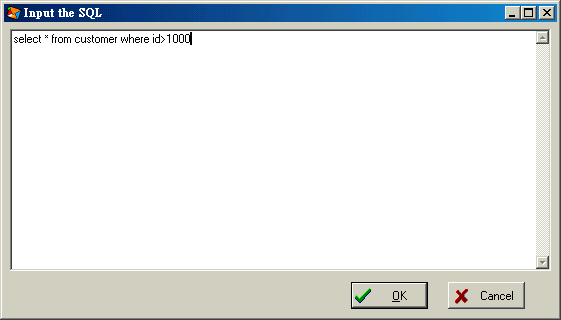 Input the SQL
select * from customer where id>1000
OK
Cancel